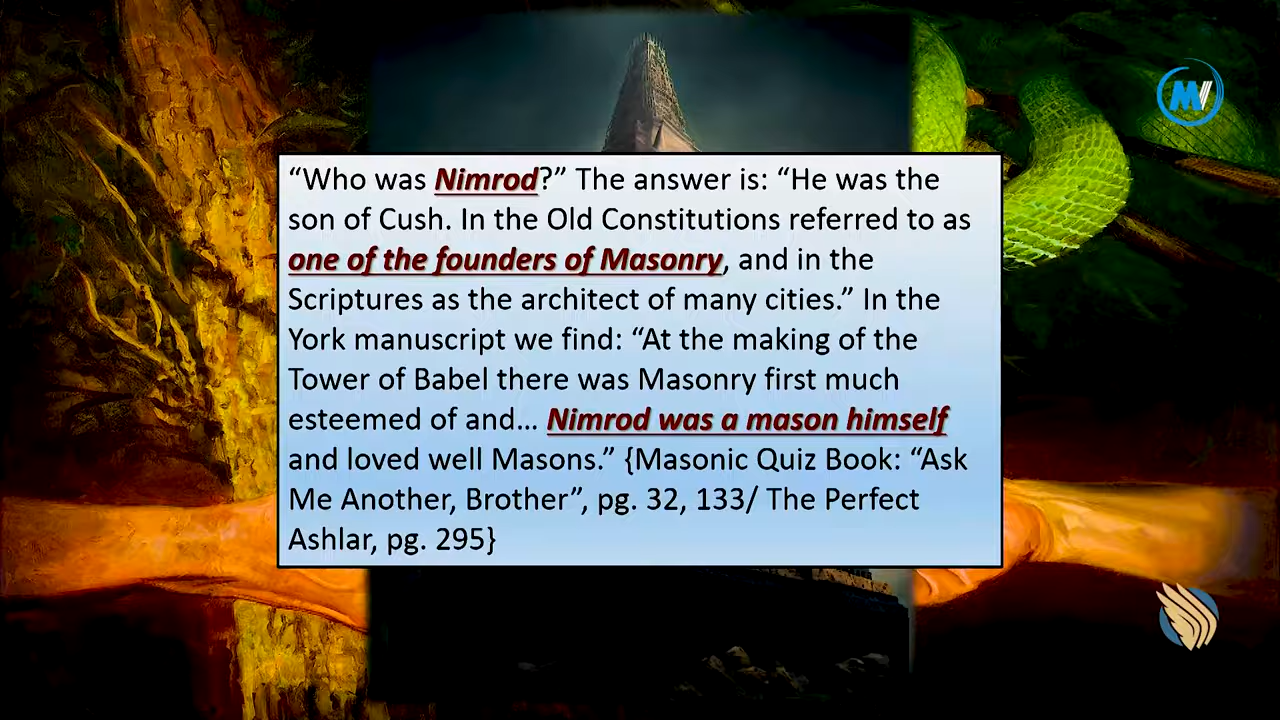 MV
“Who was Nimrod?” The answer is: “He was the
son of Cush. In the Old Constitutions referred to as
one of the founders of Masonry, and in the
Scriptures as the architect of many cities.” In the
York manuscript we find: “At the making of the
Tower of Babel there was Masonry first much
esteemed of and… Nimrod was a mason himself
and loved well Masons.” {Masonic Quiz Book: “Ask
Me Another, Brother”, pg. 32, 133/ The Perfect
Ashlar, pg. 295}